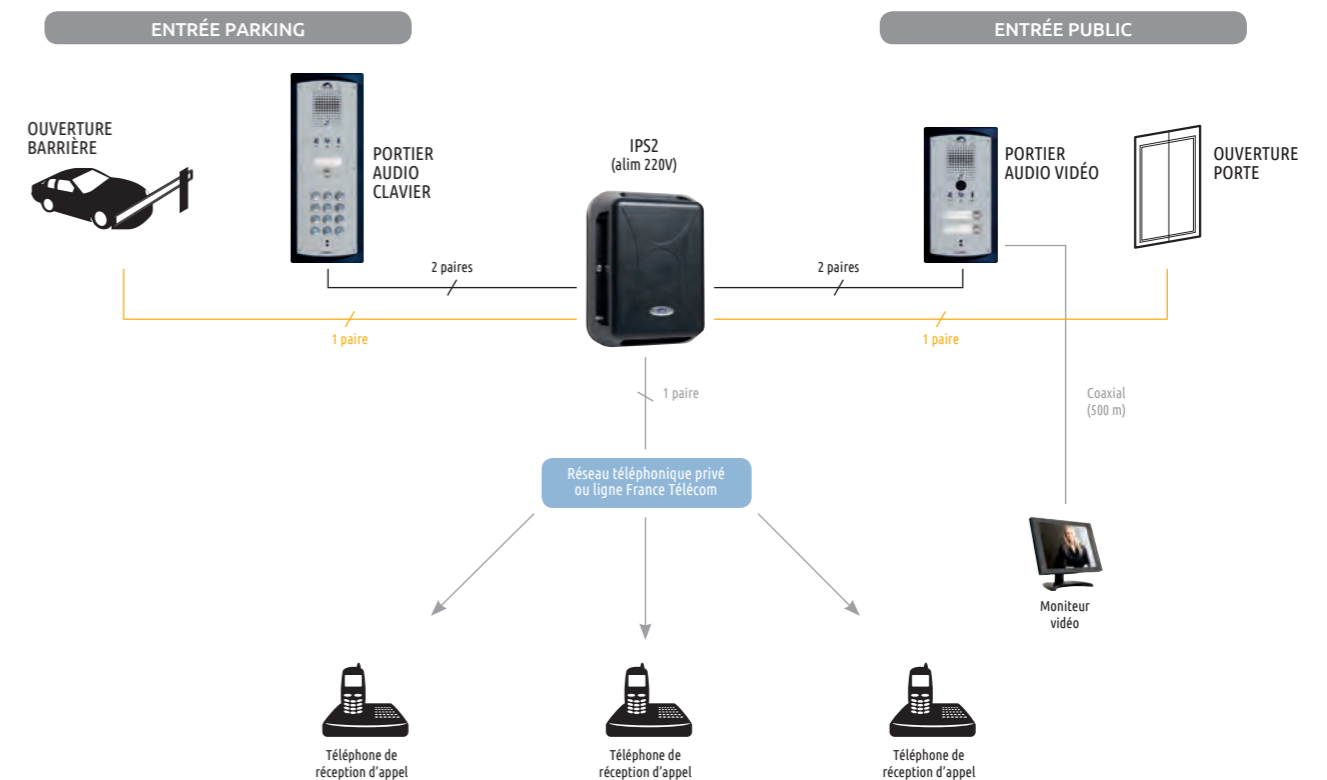 ENTRÉE PARKING
ENTRÉE PUBLIC
OUVERTURE
BARRIÈRE
PORTIER
AUDIO
CLAVIER
IPS2
(alim 220V)
PORTIER
AUDIO VIDÉO
OUVERTURE
PORTE
2 paires
2 paires
1 paire
1 paire
1 paire
Coaxial
(500 m)
Réseau téléphonique privé
ou ligne France Télécom
Moniteur
vidéo
Téléphone de
réception d'appel
Téléphone de
réception d'appel
Téléphone de
réception d'appel